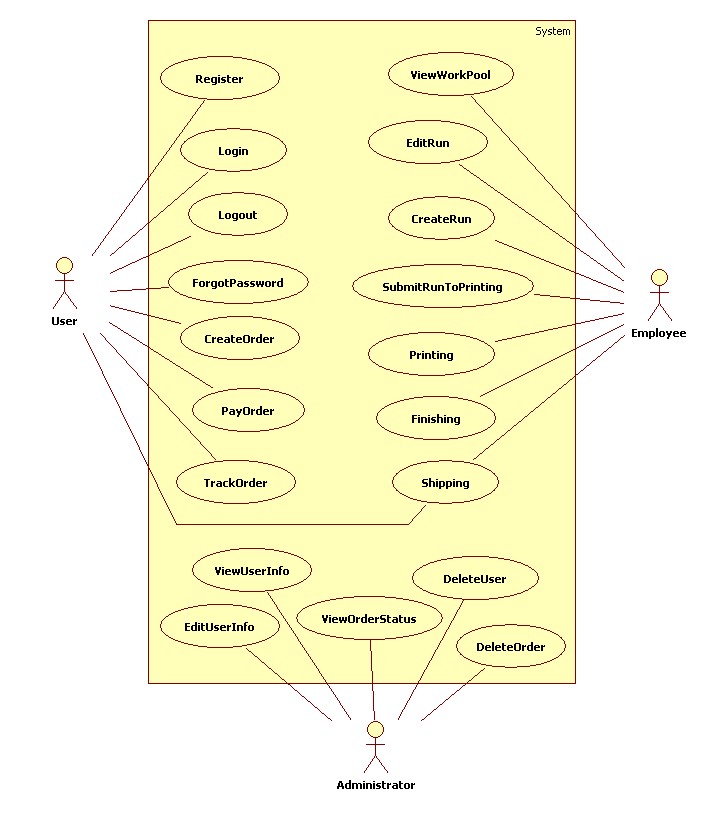 System
Register
ViewWorkPool
Login
EditRun
Logout
CreateRun
ForgotPassword
SubmitRunToPrinting
User
Employee
CreateOrder
Printing
PayOrder
Finishing
TrackOrder
Shipping
ViewUserInfo
DeleteUser
EditUserInfo
ViewOrderStatus
DeleteOrder
Administrator